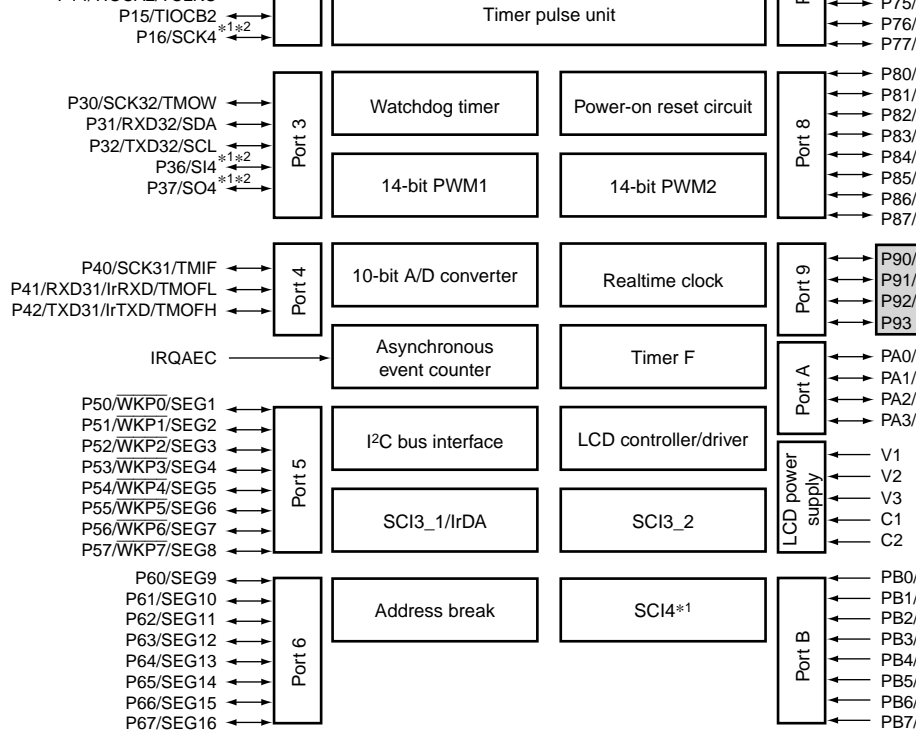 P15/TIOCB2
P16/SCK4*1*2
Timer pulse unit
P75/
P76/
P77/
P30/SCK32/TMOW
P31/RXD32/SDA
P32/TXD32/SCL
P36/SI4*1*2
P37/SO4*1*2
Port 3
Watchdog timer
Power-on reset circuit
14-bit PWM1
14-bit PWM2
Port 8
P80/
P81/
P82/
P83/
P84/
P85/
P86/
P87/
P40/SCK31/TMIF
P41/RXD31/IrRXD/TMOFL
P42/TXD31/IrTXD/TMOFH
Port 4
10-bit A/D converter
Realtime clock
Port 9
P90/
P91/
P92/
P93
IRQAEC
Asynchronous
event counter
Timer F
Port A
PA0/
PA1/
PA2/
PA3/
P50/WKP0/SEG1
P51/WKP1/SEG2
P52/WKP2/SEG3
P53/WKP3/SEG4
P54/WKP4/SEG5
P55/WKP5/SEG6
P56/WKP6/SEG7
P57/WKP7/SEG8
Port 5
I2C bus interface
LCD controller/driver
SCI3_1/IrDA
SCI3_2
LCD power
supply
V1
V2
V3
C1
C2
P60/SEG9
P61/SEG10
P62/SEG11
P63/SEG12
P64/SEG13
P65/SEG14
P66/SEG15
P67/SEG16
Port 6
Address break
SCI4*1
Port B
PB0/
PB1/
PB2/
PB3/
PB4/
PB5/
PB6/
PB7/